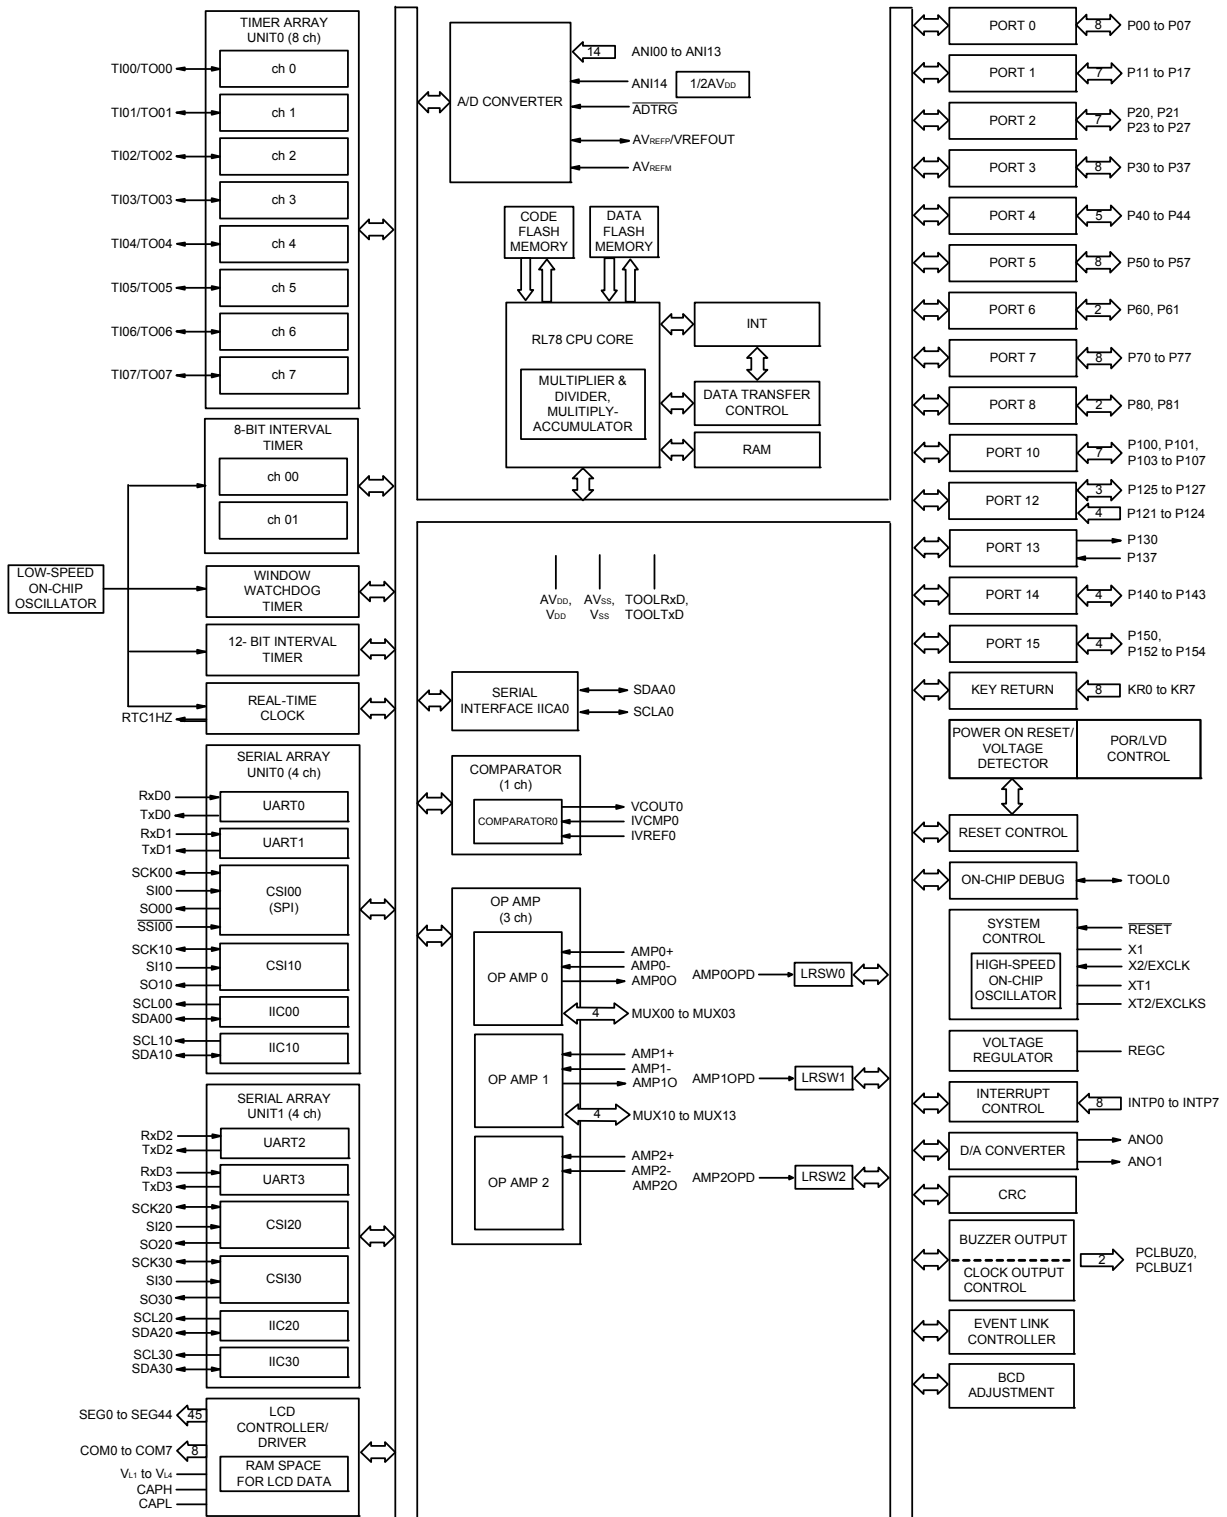 TIMER ARRAY
UNIT0 (8 ch)
TI00/TO00
ch 0
TI01/TO01
ch 1
TI02/TO02
ch 2
TI03/TO03
ch 3
TI04/TO04
ch 4
TI05/TO05
ch 5
TI06/TO06
ch 6
TI07/TO07
ch 7
8-BIT INTERVAL
TIMER
ch 00
ch 01
LOW-SPEED
ON-CHIP
OSCILLATOR
WINDOW
WATCHDOG
TIMER
12- BIT INTERVAL
TIMER
REAL-TIME
CLOCK
RTC1HZ
SERIAL ARRAY
UNIT0 (4 ch)
RxD0
TxD0
UART0
RxD1
TxD1
UART1
SCK00
SI00
SO00
SSI00
CSI00
(SPI)
SCK10
SI10
SO10
CSI10
SCL00
SDA00
IIC00
SCL10
SDA10
IIC10
SERIAL ARRAY
UNIT1 (4 ch)
RxD2
TxD2
UART2
RxD3
TxD3
UART3
SCK20
SI20
SO20
CSI20
SCK30
SI30
SO30
CSI30
SCL20
SDA20
IIC20
SCL30
SDA30
IIC30
SEG0 to SEG44
45
COM0 to COM7
8
VL1 to VL4
CAPH
CAPL
LCD
CONTROLLER/
DRIVER
RAM SPACE
FOR LCD DATA
A/D CONVERTER
14
ANI00 to ANI13
ANI14
1/2AVDD
ADTRG
AVREFP/VREFOUT
AVREFM
CODE
FLASH
MEMORY
DATA
FLASH
MEMORY
RL78 CPU CORE
MULTIPLIER &
DIVIDER,
MULTIPLY-
ACCUMULATOR
INT
DATA TRANSFER
CONTROL
RAM
AVDD,
VDD
AVSS,
VSS
TOOLRxD,
TOOLTxD
SERIAL
INTERFACE IICA0
SDAA0
SCLA0
COMPARATOR
(1 ch)
COMPARATOR0
VCOUT0
IVCMP0
IVREF0
OP AMP
(3 ch)
OP AMP 0
AMP0+
AMP0-
AMP0O
AMP0OPD
LRSW0
4
MUX00 to MUX03
OP AMP 1
AMP1+
AMP1-
AMP1O
AMP1OPD
LRSW1
4
MUX10 to MUX13
OP AMP 2
AMP2+
AMP2-
AMP2O
AMP2OPD
LRSW2
PORT 0
8
P00 to P07
PORT 1
7
P11 to P17
PORT 2
7
P20, P21
P23 to P27
PORT 3
8
P30 to P37
PORT 4
5
P40 to P44
PORT 5
8
P50 to P57
PORT 6
2
P60, P61
PORT 7
8
P70 to P77
PORT 8
2
P80, P81
PORT 10
7
P100, P101,
P103 to P107
PORT 12
3
P125 to P127
4
P121 to P124
PORT 13
P130
P137
PORT 14
4
P140 to P143
PORT 15
4
P150,
P152 to P154
KEY RETURN
8
KR0 to KR7
POWER ON RESET/
VOLTAGE
DETECTOR
POR/LVD
CONTROL
RESET CONTROL
ON-CHIP DEBUG
TOOL0
SYSTEM
CONTROL
HIGH-SPEED
ON-CHIP
OSCILLATOR
RESET
X1
X2/EXCLK
XT1
XT2/EXCLKS
VOLTAGE
REGULATOR
REGC
INTERRUPT
CONTROL
8
INTP0 to INTP7
D/A CONVERTER
ANO0
ANO1
CRC
BUZZER OUTPUT
CLOCK OUTPUT
CONTROL
2
PCLBUZ0,
PCLBUZ1
EVENT LINK
CONTROLLER
BCD
ADJUSTMENT